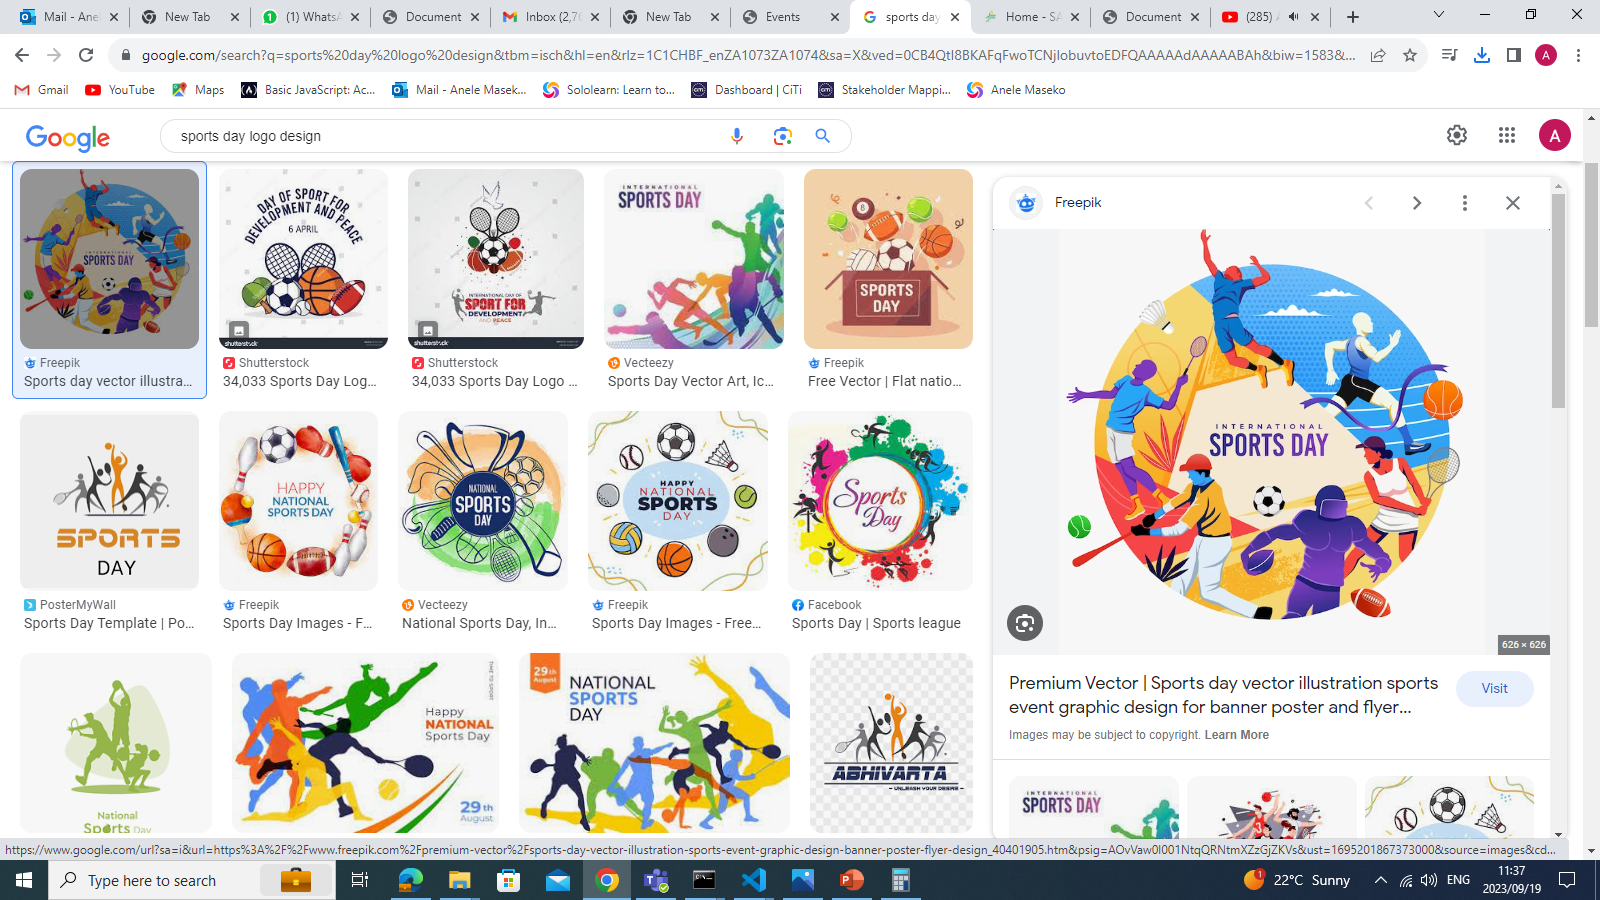 Mail - Anel
New Tab
(1) WhatsA
Document
Inbox (2,70
New Tab
Events
sports day
Home - SA
Document
(285)
google.com/search?q=sports%20day%20logo%20design&tbm=isch&hl=en&rlz=1C1CHBF_enZA1073ZA1074&sa=X&ved=0CB4QtI8BKAFqFwoTCNjIobuvtoEDFQAAAAAdAAAAABAh&biw=1583&...
A
Gmail
YouTube
Maps
Basic JavaScript: Ac...
Mail - Anele Masek...
Sololearn: Learn to...
Dashboard | CiTi
Stakeholder Mappi...
Anele Maseko
Google
sports day logo design
A
INTERNATIONAL
SPORTS DAY
Freepik
Sports day vector illustra...
DAY OF SPORT FOR
DEVELOPMENT AND PEACE
6 APRIL
shutterstock
Shutterstock
34,033 Sports Day Log...
INTERNATIONAL DAY OF
SPORT FOR
DEVELOPMENT
AND PEACE
shutterstock
Shutterstock
34,033 Sports Day Logo ...
INTERNATIONAL
SPORTS DAY
Vecteezy
Sports Day Vector Art, Ic...
8
SPORTS
DAY
Freepik
Free Vector | Flat natio...
Freepik
INTERNATIONAL
SPORTS DAY
626 × 626
Premium Vector | Sports day vector illustration sports
event graphic design for banner poster and flyer...
Visit
Images may be subject to copyright. Learn More
INTERNATIONAL
SPORTS DAY
SPORTS
DAY
PosterMyWall
Sports Day Template | Po...
HAPPY
NATIONAL
SPORTS DAY
Freepik
Sports Day Images - F...
NATIONAL
SPORTS
DAY
Vecteezy
National Sports Day, In...
HAPPY
NATIONAL
SPORTS
DAY
Freepik
Sports Day Images - Free...
Sports
Day
Facebook
Sports Day | Sports league
National
Sports Day
TIME TO SPORT
Happy
NATIONAL
Sports Day
29th
August
29th
August
NATIONAL
SPORTS
DAY
ABHIVARTA
- UNLEASH YOUR DESIRE -
https://www.google.com/url?sa=i&url=https%3A%2F%2Fwww.freepik.com%2Fpremium-vector%2Fsports-day-vector-illustration-sports-event-graphic-design-banner-poster-flyer-design_40401905.htm&psig=AOvVaw0I001NtqQRNtmXZzGjZKVs&ust=1695201867373000&source=images&cd...
Type here to search
1
22°C Sunny
ENG
11:37
2023/09/19